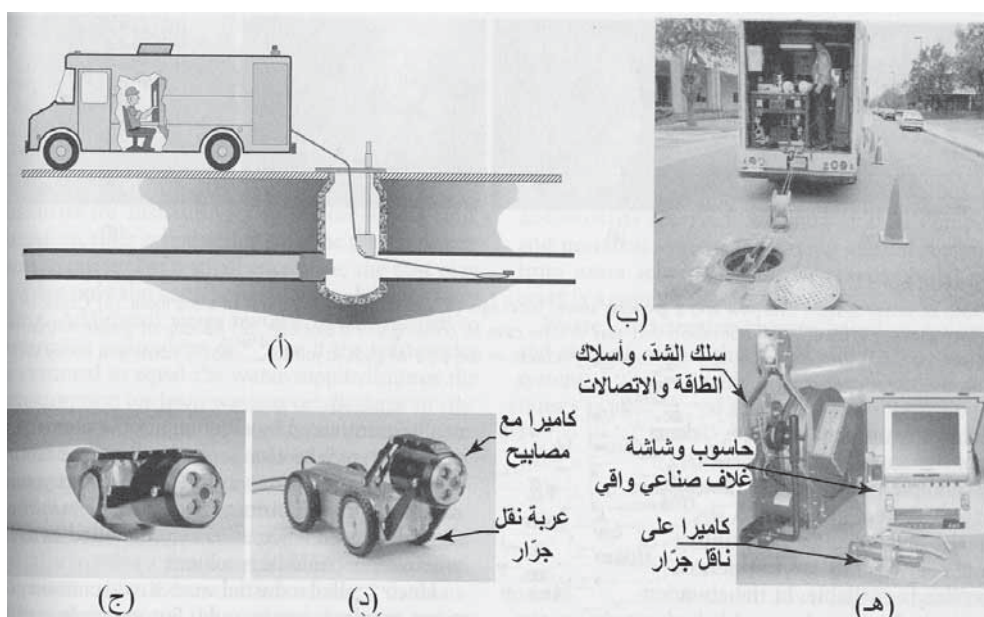 (أ)
(ب)
سلك الشدّ، وأسلاك
الطاقة والاتصالات
حاسوب وشاشة
غلاف صناعي واقي
كاميرا على
ناقل جرّار
كاميرا مع
مصابيح
عربة نقل
جرّار
(ج)
(د)
(هـ)